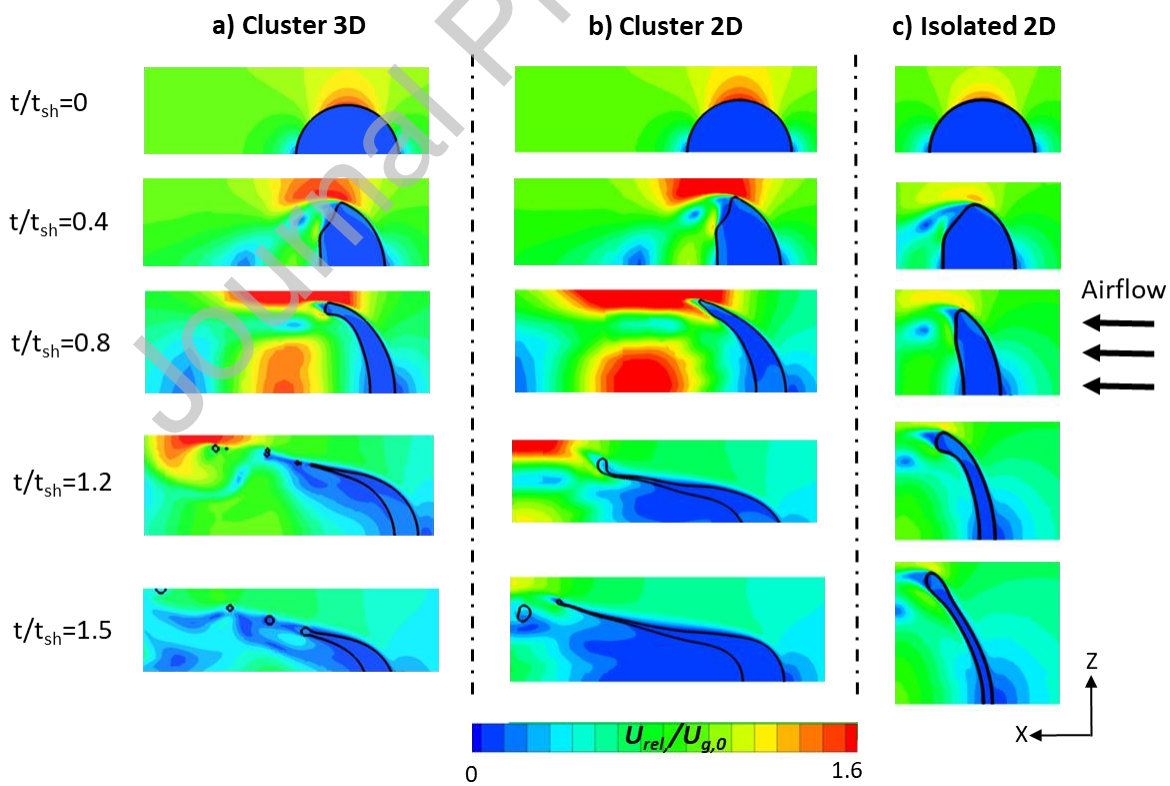 a) Cluster 3D
b) Cluster 2D
c) Isolated 2D
t/tsh=0
t/tsh=0.4
t/tsh=0.8
t/tsh=1.2
t/tsh=1.5
Airflow
Z
X
Urel/Ug,0
0
1.6
Journal